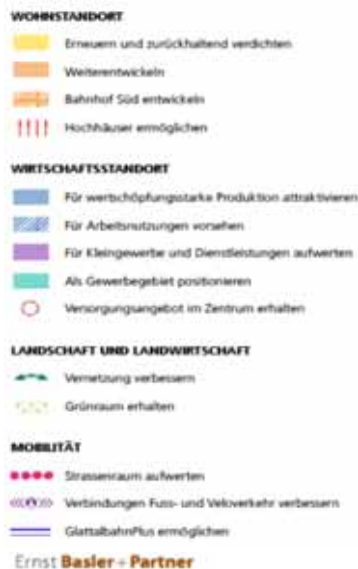 WOHNSTANDORT
Erneuern und zurückhaltend verdichten
Weiterentwickeln
Bahnhof Süd entwickeln
Hochhäuser ermöglichen
WIRTSCHAFTSSTANDORT
Für wertschöpfungsstarke Produktion attraktivieren
Für Arbeitsnutzungen vorsehen
Für Kleingewerbe und Dienstleistungen aufwerten
Als Gewerbegebiet positionieren
Versorgungsangebot im Zentrum erhalten
LANDSCHAFT UND LANDWIRTSCHAFT
Vernetzung verbessern
Grünraum erhalten
MOBILITÄT
Strassenraum aufwerten
Verbindungen Fuss- und Veloverkehr verbessern
GlattalbahnPlus ermöglichen
Ernst Basler + Partner